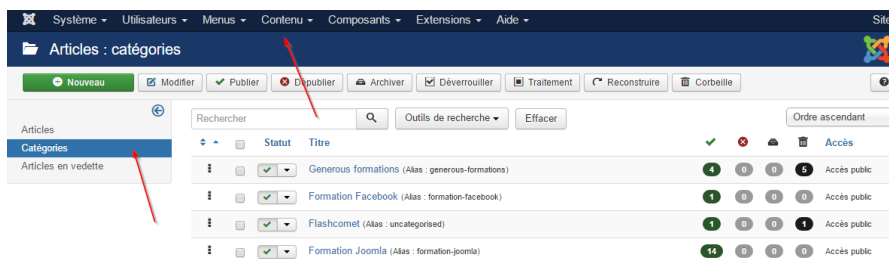 Système Utilisateurs Menus Contenu Composants Extensions Aide Site
Articles : catégories
Nouveau Modifier Publier Dépublier Archiver Déverrouiller Traitement Reconstruire Corbeille
Rechercher Outils de recherche Effacer Ordre ascendant
Articles
Catégories
Articles en vedette
Statut Titre Accès
Generous formations (Alias : generous-formations) 4 0 0 5 Accès public
Formation Facebook (Alias : formation-facebook) 1 0 0 0 Accès public
Flashcomet (Alias : uncategorised) 1 0 0 1 Accès public
Formation Joomla (Alias : formation-joomla) 14 0 0 0 Accès public